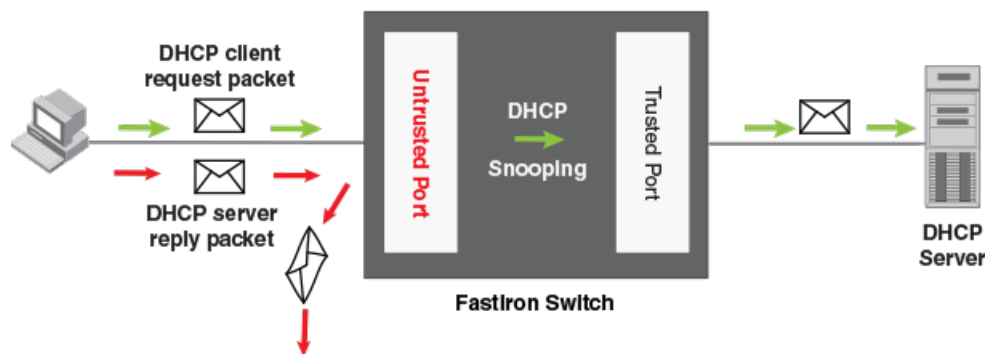 DHCP client
request packet
DHCP server
reply packet
Untrusted Port
DHCP
Snooping
Trusted Port
FastIron Switch
DHCP
Server